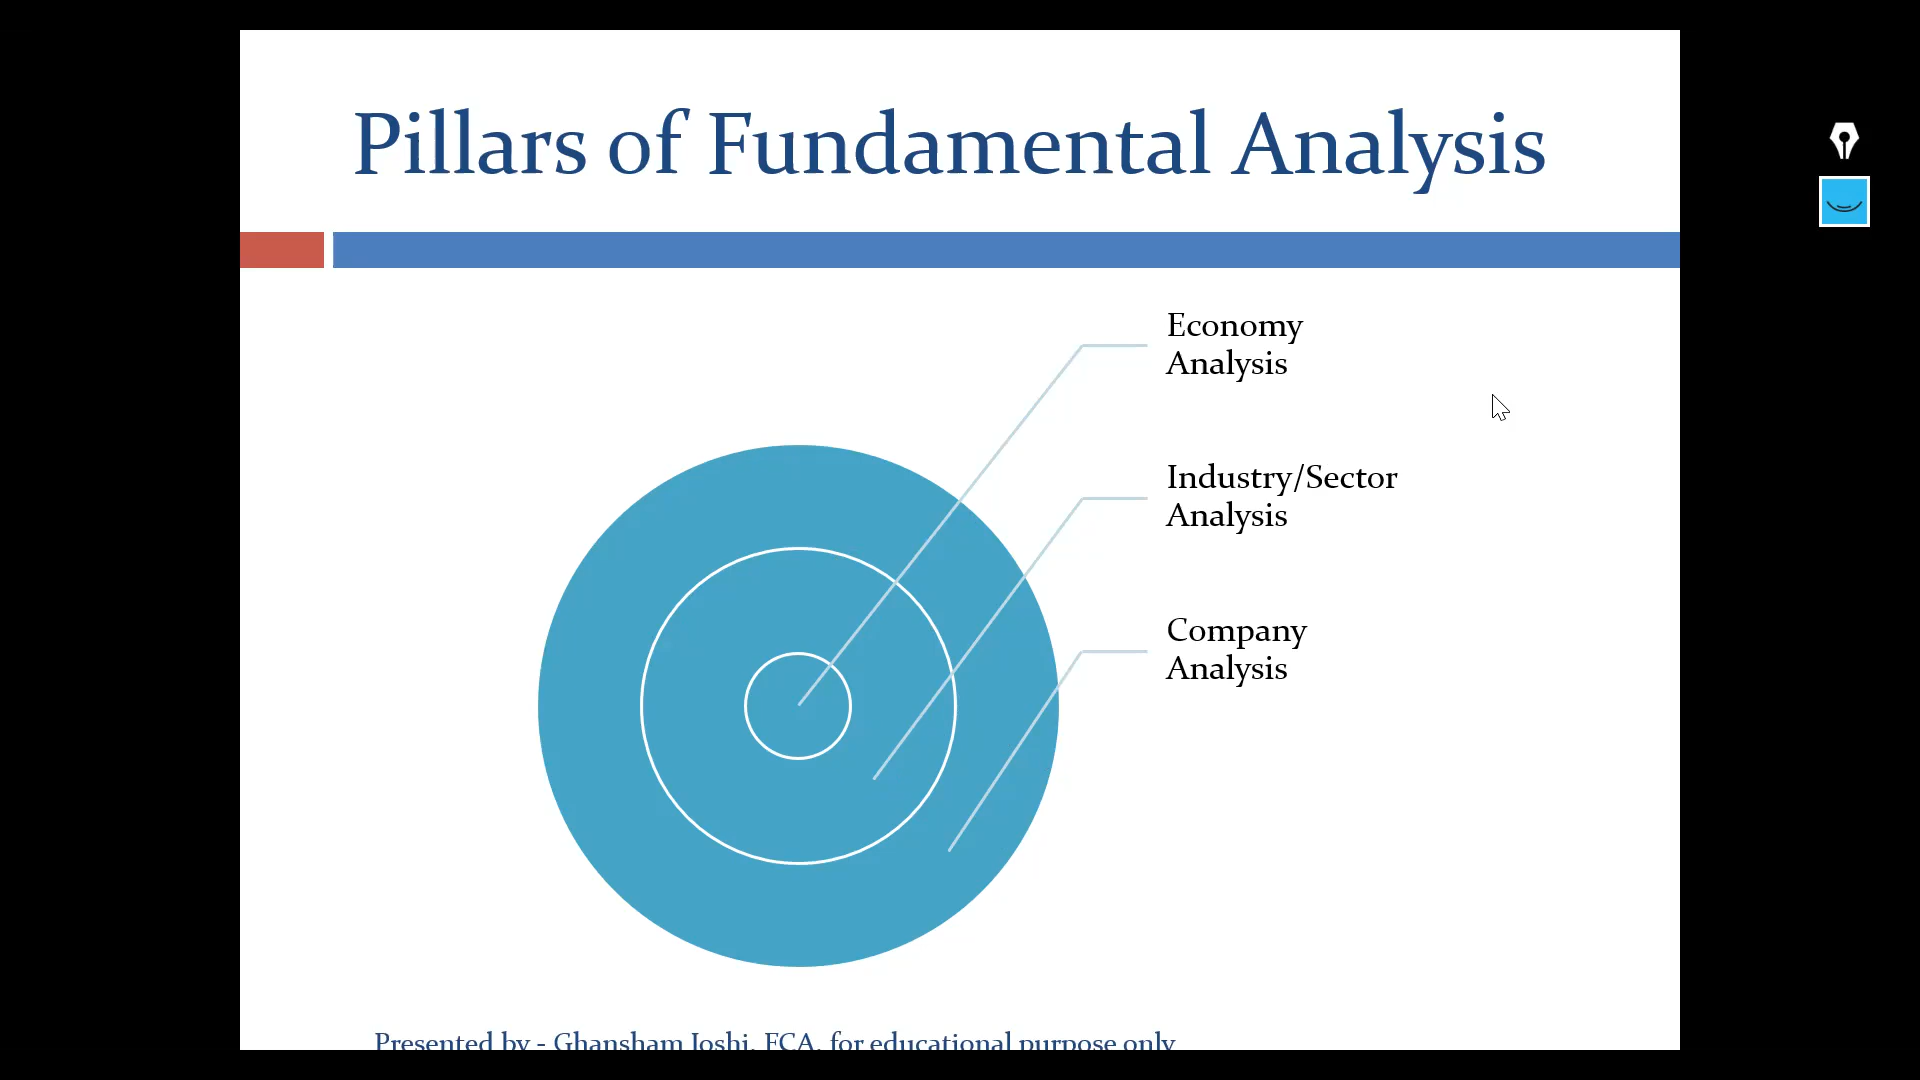 Pillars of Fundamental Analysis
Economy
Analysis
Industry/Sector
Analysis
Company
Analysis
Presented by - Ghansham Joshi, FCA, for educational purpose only